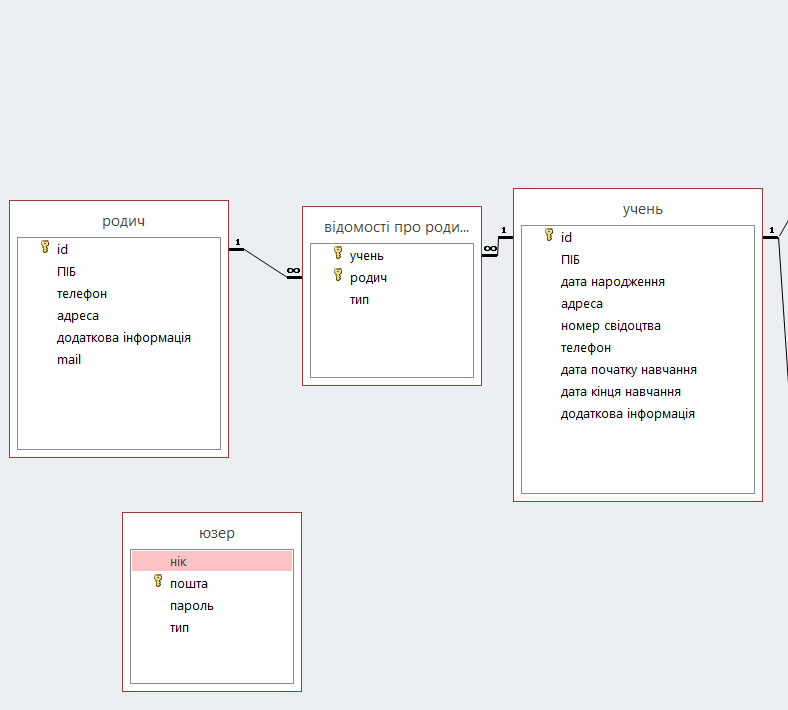 родич
id
ПІБ
телефон
адреса
додаткова інформація
mail
1
∞
відомості про роди...
учень
родич
тип
∞
1
учень
id
ПІБ
дата народження
адреса
номер свідоцтва
телефон
дата початку навчання
дата кінця навчання
додаткова інформація
1
юзер
нік
пошта
пароль
тип